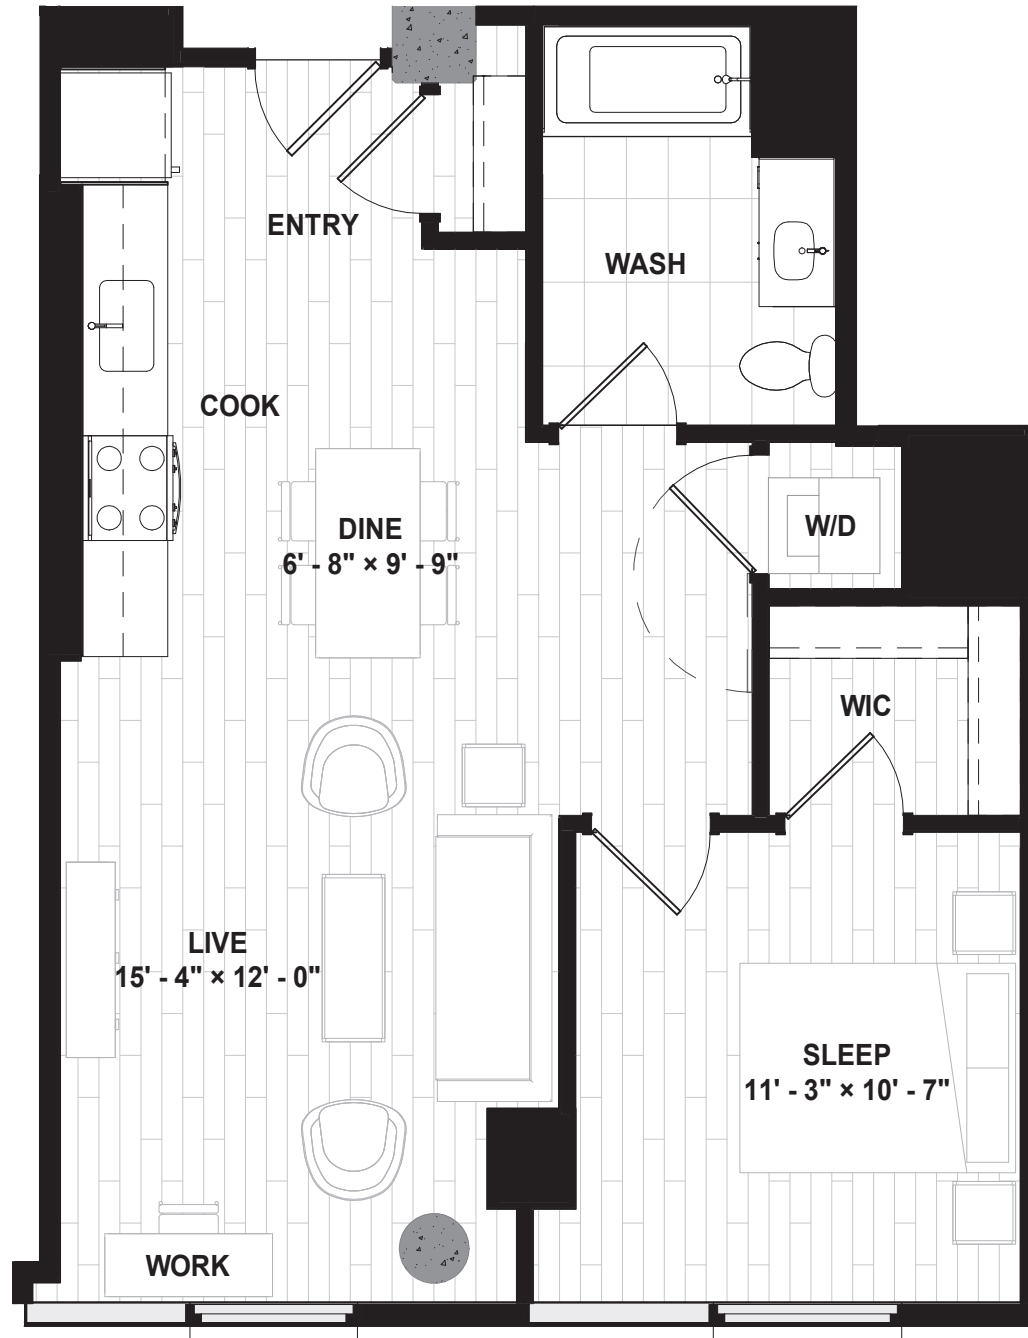 ENTRY
WASH
COOK
DINE
6' - 8" × 9' - 9"
W/D
WIC
LIVE
15' - 4" × 12' - 0"
SLEEP
11' - 3" × 10' - 7"
WORK